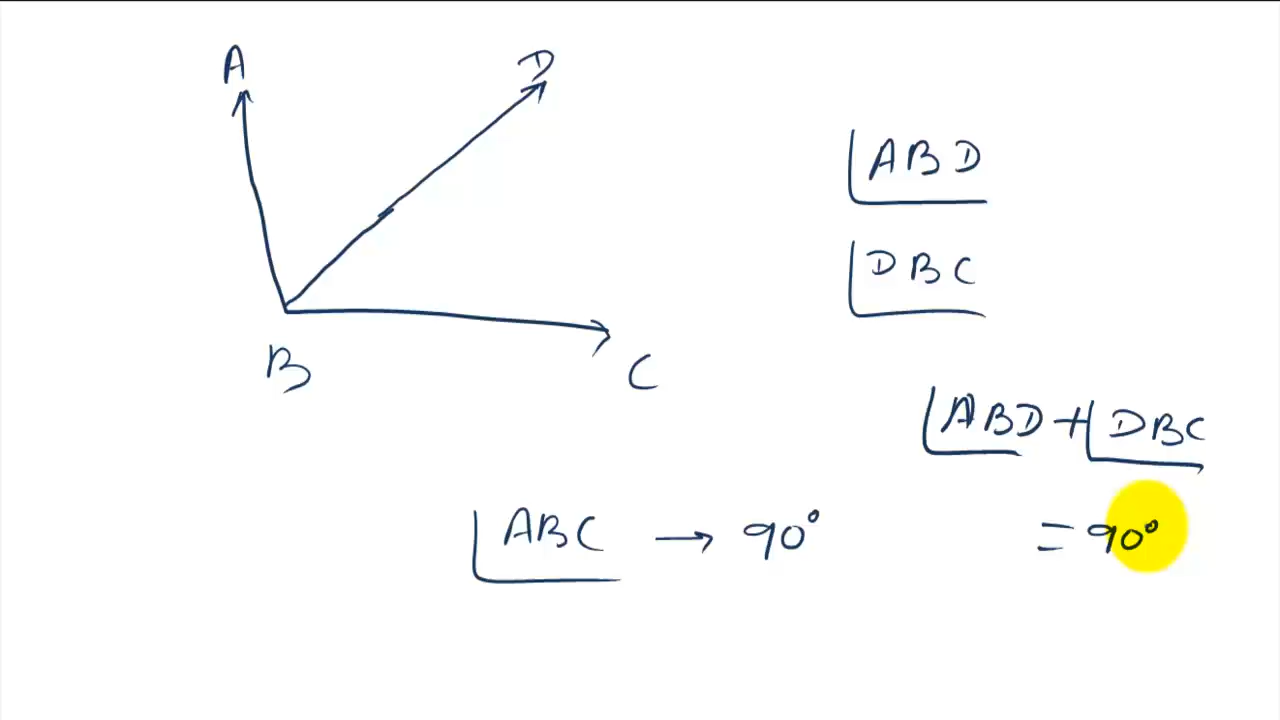 A
D
∠ABD
∠DBC
B
C
∠ABD + ∠DBC
∠ABC → 90°
= 90°